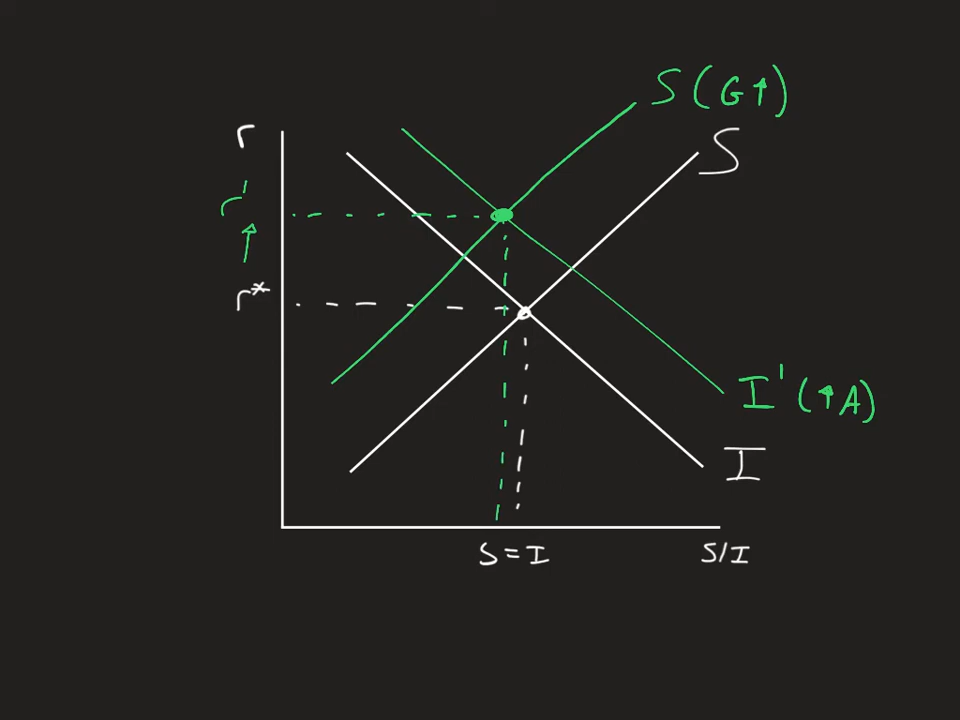 S (G↑)
r
S
r'
↑
r*
I' (↑A)
I
S = I
S/I